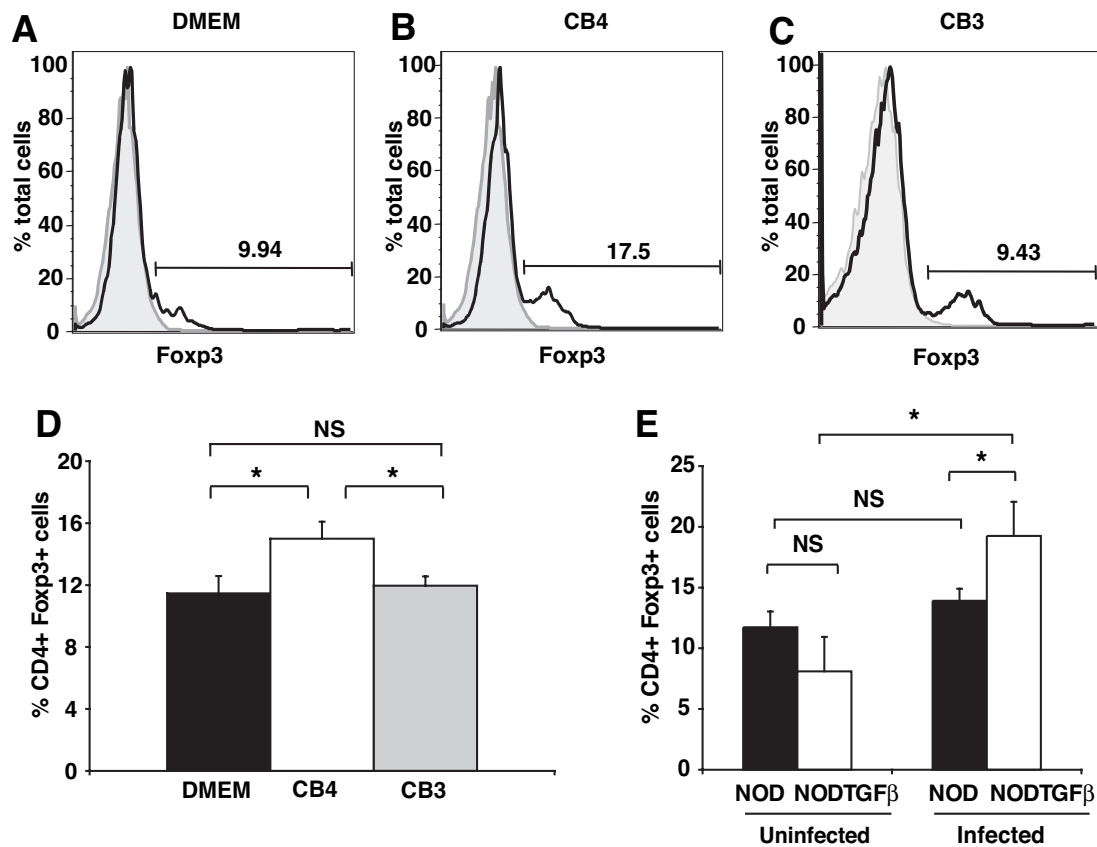 A
DMEM
100
80
60
40
20
0
% total cells
9.94
Foxp3
B
CB4
100
80
60
40
20
0
% total cells
17.5
Foxp3
C
CB3
100
80
60
40
20
0
% total cells
9.43
Foxp3
D
NS
* *
20
16
12
8
4
0
% CD4+ Foxp3+ cells
DMEM CB4 CB3
E
*
*
NS
NS
25
20
15
10
5
0
% CD4+ Foxp3+ cells
NOD NODTGFβ NOD NODTGFβ
Uninfected Infected